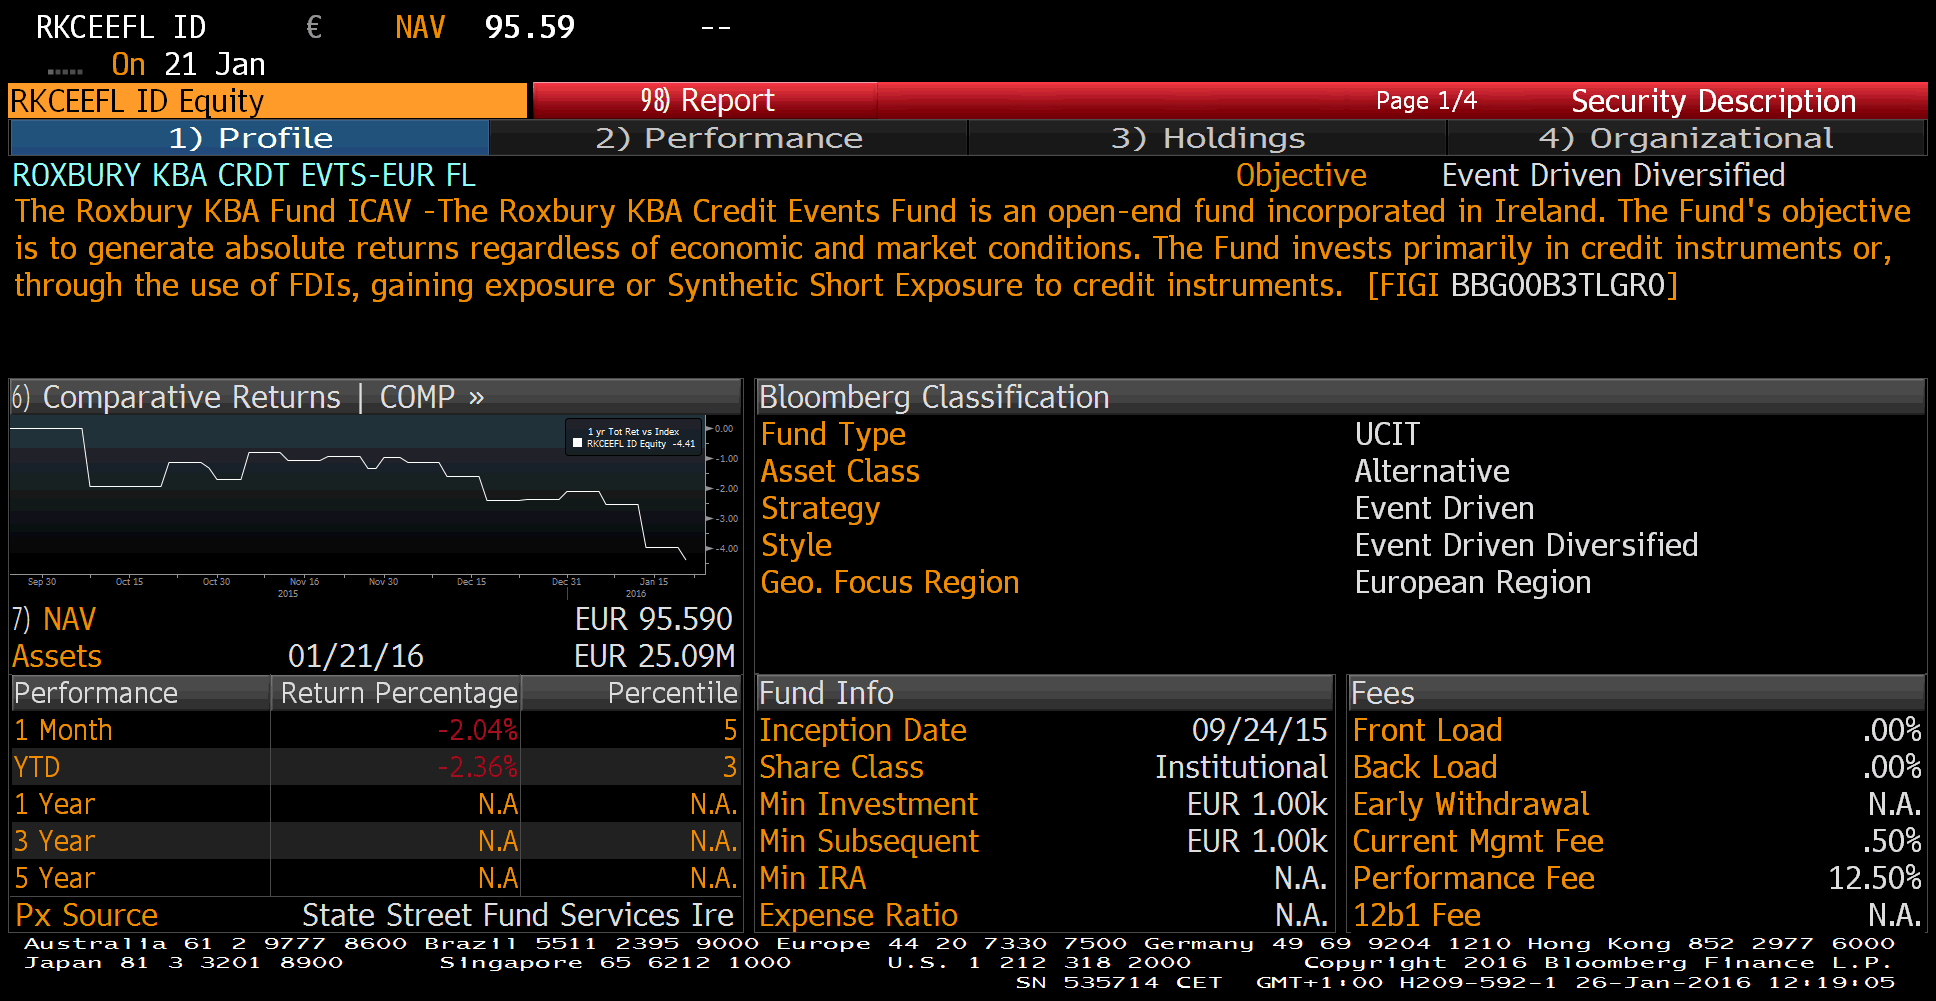 RKCEEFL ID € NAV 95.59 --
On 21 Jan
RKCEEFL ID Equity 98) Report Page 1/4 Security Description
1) Profile 2) Performance 3) Holdings 4) Organizational
ROXBURY KBA CRDT EVTS-EUR FL Objective Event Driven Diversified
The Roxbury KBA Fund ICAV -The Roxbury KBA Credit Events Fund is an open-end fund incorporated in Ireland. The Fund's objective
is to generate absolute returns regardless of economic and market conditions. The Fund invests primarily in credit instruments or,
through the use of FDIs, gaining exposure or Synthetic Short Exposure to credit instruments. [FIGI BBG00B3TLGR0]
6) Comparative Returns | COMP »
1 yr Tot Ret vs Index
RKCEEFL ID Equity -4.41
0.00
-1.00
-2.00
-3.00
-4.00
Sep 30 Oct 15 Oct 30 Nov 16 Nov 30 Dec 15 Dec 31 Jan 15
2015 2016
7) NAV EUR 95.590
Assets 01/21/16 EUR 25.09M
Bloomberg Classification
Fund Type UCIT
Asset Class Alternative
Strategy Event Driven
Style Event Driven Diversified
Geo. Focus Region European Region
Performance Return Percentage Percentile
1 Month -2.04% 5
YTD -2.36% 3
1 Year N.A N.A.
3 Year N.A N.A.
5 Year N.A N.A.
Px Source State Street Fund Services Ire
Fund Info
Inception Date 09/24/15
Share Class Institutional
Min Investment EUR 1.00k
Min Subsequent EUR 1.00k
Min IRA N.A.
Expense Ratio N.A.
Fees
Front Load .00%
Back Load .00%
Early Withdrawal N.A.
Current Mgmt Fee .50%
Performance Fee 12.50%
12b1 Fee N.A.
Australia 61 2 9777 8600 Brazil 5511 2395 9000 Europe 44 20 7330 7500 Germany 49 69 9204 1210 Hong Kong 852 2977 6000
Japan 81 3 3201 8900 Singapore 65 6212 1000 U.S. 1 212 318 2000 Copyright 2016 Bloomberg Finance L.P.
SN 535714 CET GMT+1:00 H209-592-1 26-Jan-2016 12:19:05